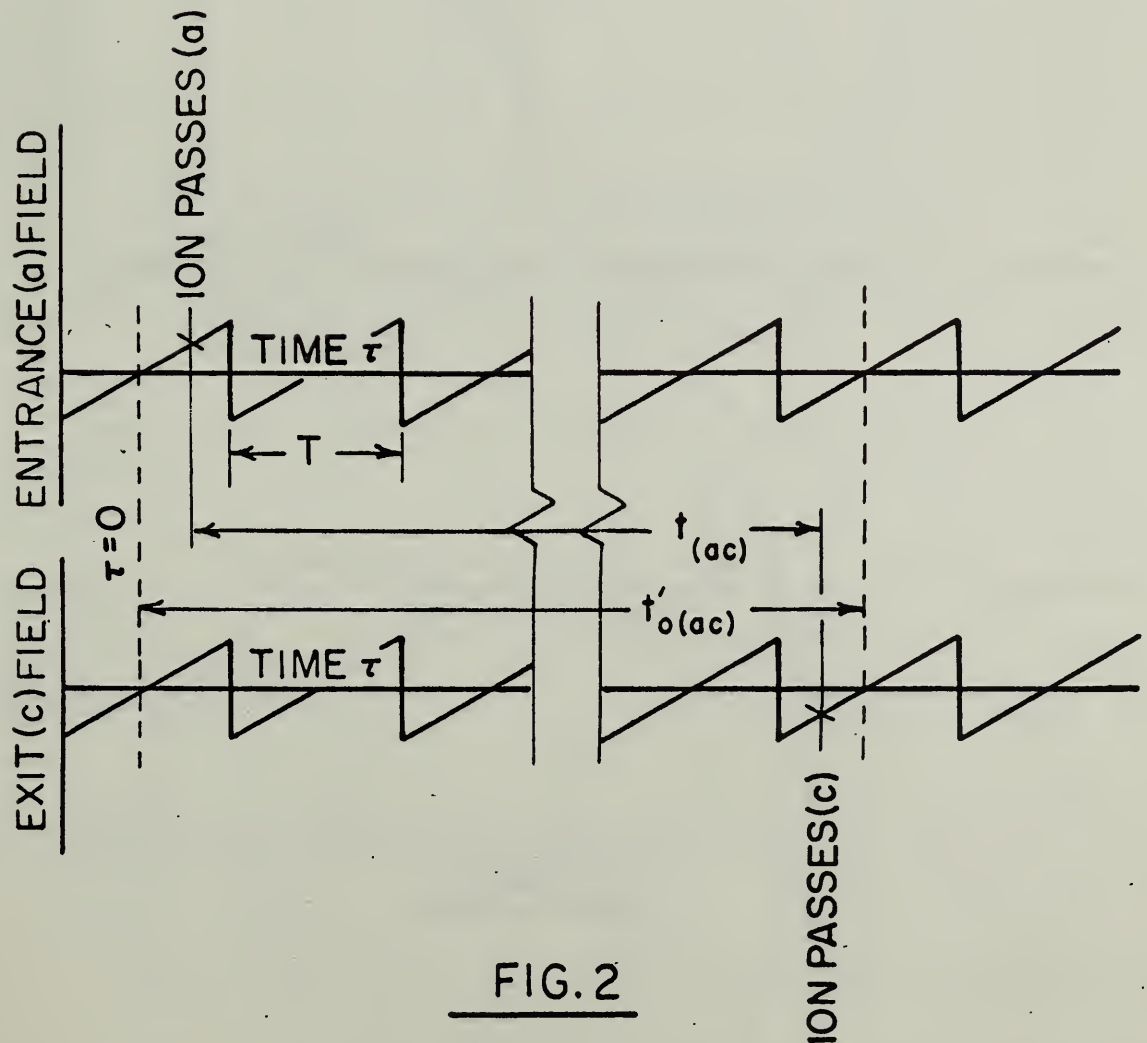 ION PASSES (a)
ENTRANCE (a) FIELD
TIME τ
T
τ=0
t(ac)
t'o(ac)
EXIT (c) FIELD
TIME τ
ION PASSES (c)
FIG. 2